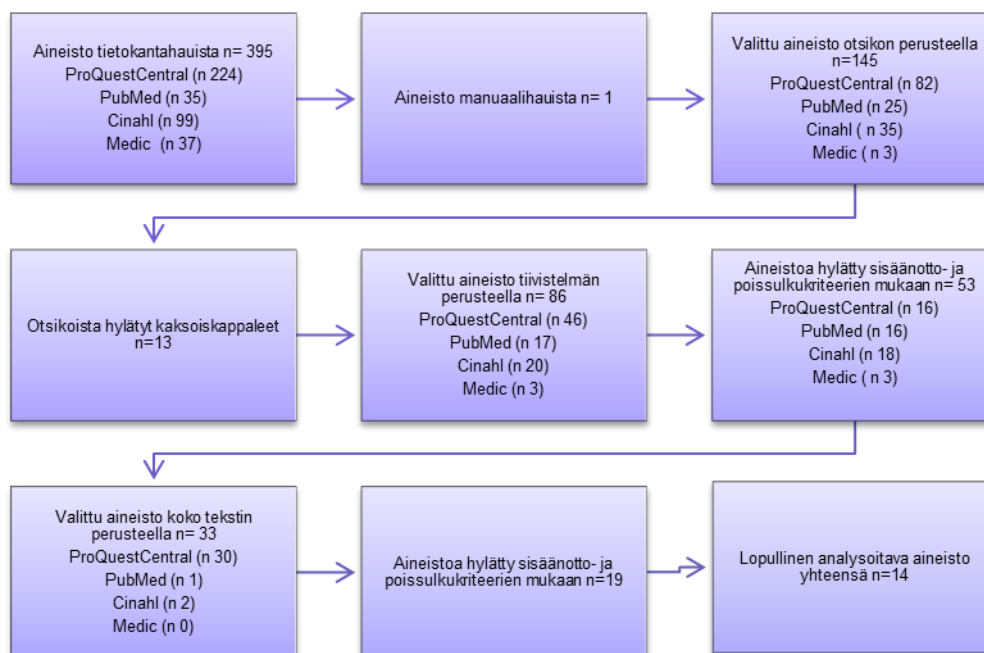 Aineisto tietokantahauista n= 395
ProQuestCentral (n 224)
PubMed (n 35)
Cinahl (n 99)
Medic (n 37)
Aineisto manuaalihauista n= 1
Valittu aineisto otsikon perusteella
n=145
ProQuestCentral (n 82)
PubMed (n 25)
Cinahl ( n 35)
Medic ( n 3)
Otsikoista hylätyt kaksoiskappaleet
n=13
Valittu aineisto tiivistelmän
perusteella n= 86
ProQuestCentral (n 46)
PubMed (n 17)
Cinahl (n 20)
Medic (n 3)
Aineistoa hylätty sisäänotto- ja
poissulkukriteerien mukaan n= 53
ProQuestCentral (n 16)
PubMed (n 16)
Cinahl (n 18)
Medic ( n 3)
Valittu aineisto koko tekstin
perusteella n= 33
ProQuestCentral (n 30)
PubMed (n 1)
Cinahl (n 2)
Medic (n 0)
Aineistoa hylätty sisäänotto- ja
poissulkukriteerien mukaan n=19
Lopullinen analysoitava aineisto
yhteensä n=14